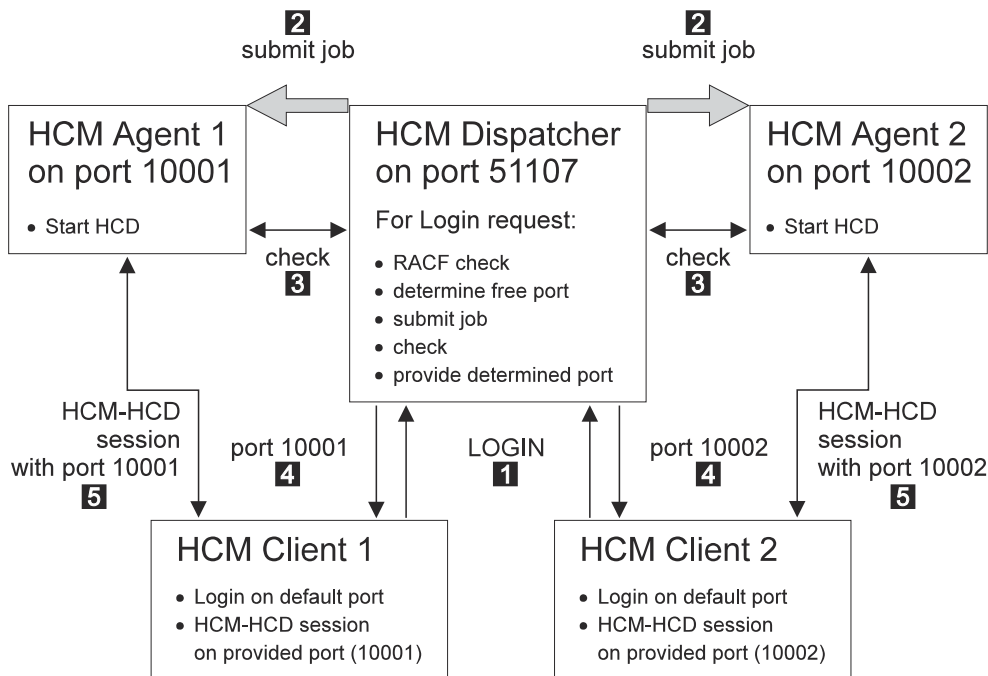 2
submit job
2
submit job
HCM Agent 1
on port 10001
• Start HCD
HCM Dispatcher
on port 51107
For Login request:
• RACF check
• determine free port
• submit job
• check
• provide determined port
HCM Agent 2
on port 10002
• Start HCD
check
3
check
3
HCM-HCD
session
with port 10001
5
port 10001
4
LOGIN
1
port 10002
4
HCM-HCD
session
with port 10002
5
HCM Client 1
• Login on default port
• HCM-HCD session
on provided port (10001)
HCM Client 2
• Login on default port
• HCM-HCD session
on provided port (10002)